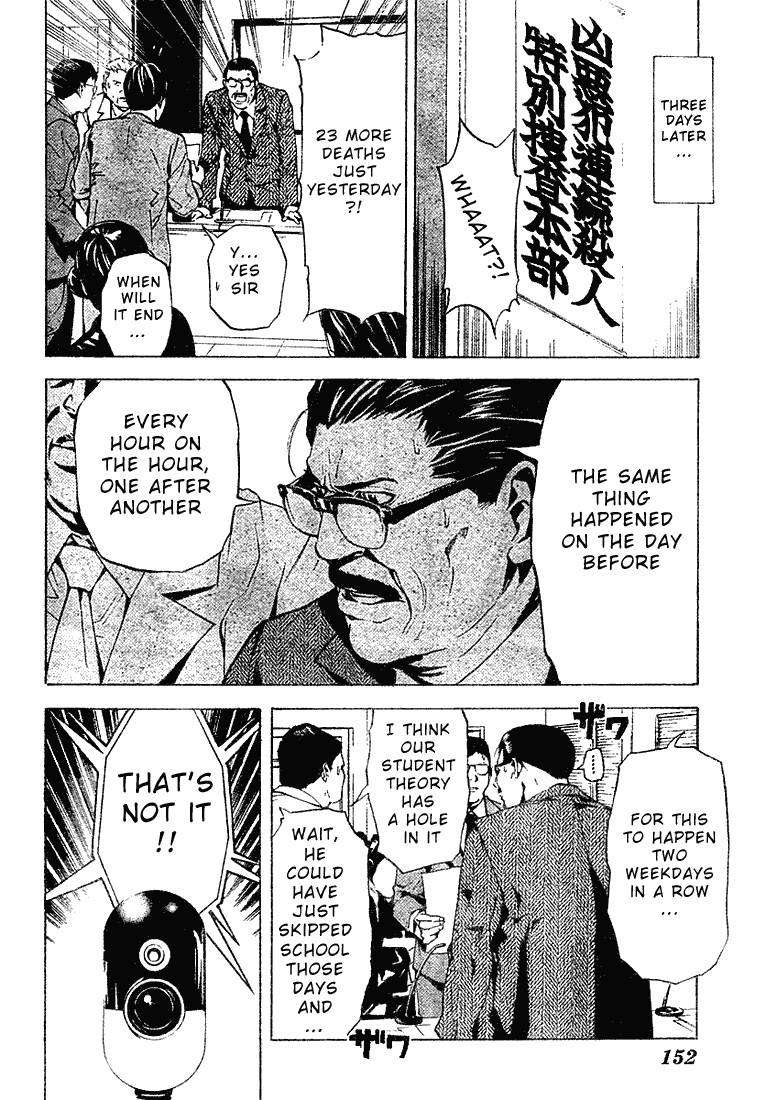 THREE
DAYS
LATER
...
凶悪犯連続殺人
特別捜査本部
WHAAAT?!
23 MORE
DEATHS
JUST
YESTERDAY
?!
Y...
YES
SIR
WHEN
WILL
IT END
...
THE SAME
THING
HAPPENED
ON THE DAY
BEFORE
EVERY
HOUR ON
THE HOUR,
ONE AFTER
ANOTHER
ザワ
FOR THIS
TO HAPPEN
TWO
WEEKDAYS
IN A ROW
...
I THINK
OUR
STUDENT
THEORY
HAS
A HOLE
IN IT
WAIT,
HE
COULD
HAVE
JUST
SKIPPED
SCHOOL
THOSE
DAYS
AND
...
ザワ
THAT'S
NOT IT
!!
152